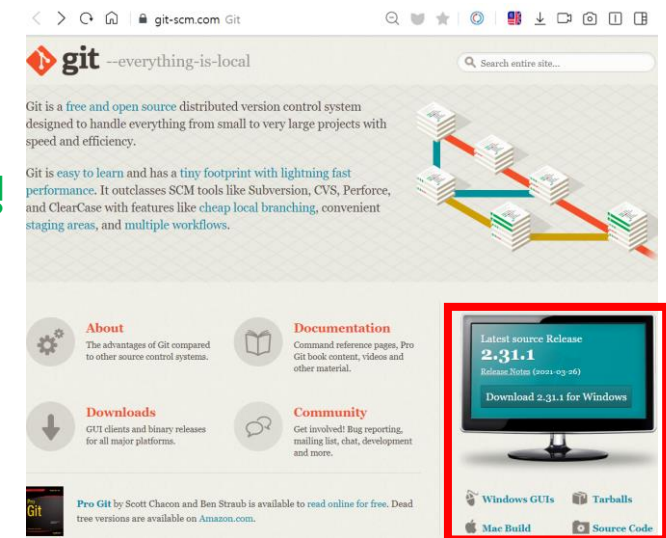 git-scm.com Git
git --everything-is-local
Search entire site...
Git is a free and open source distributed version control system
designed to handle everything from small to very large projects with
speed and efficiency.
Git is easy to learn and has a tiny footprint with lightning fast
performance. It outclasses SCM tools like Subversion, CVS, Perforce,
and ClearCase with features like cheap local branching, convenient
staging areas, and multiple workflows.
About
The advantages of Git compared
to other source control systems.
Documentation
Command reference pages, Pro
Git book content, videos and
other material.
Downloads
GUI clients and binary releases
for all major platforms.
Community
Get involved! Bug reporting,
mailing list, chat, development
and more.
Latest source Release
2.31.1
Release Notes (2021-03-26)
Download 2.31.1 for Windows
Windows GUIs
Tarballs
Mac Build
Source Code
Pro
Git
Pro Git by Scott Chacon and Ben Straub is available to read online for free. Dead
tree versions are available on Amazon.com.